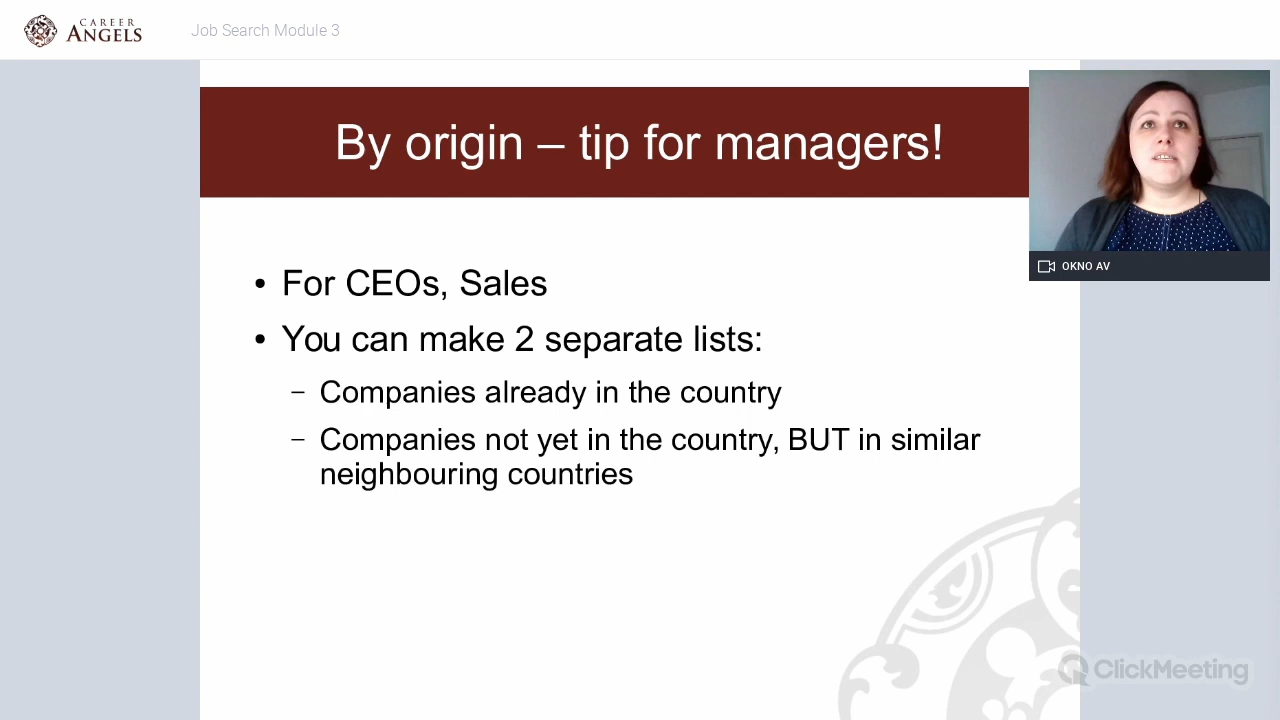 CAREER
ANGELS
Job Search Module 3
By origin – tip for managers!
OKNO AV
• For CEOs, Sales
• You can make 2 separate lists:
– Companies already in the country
– Companies not yet in the country, BUT in similar
neighbouring countries
ClickMeeting